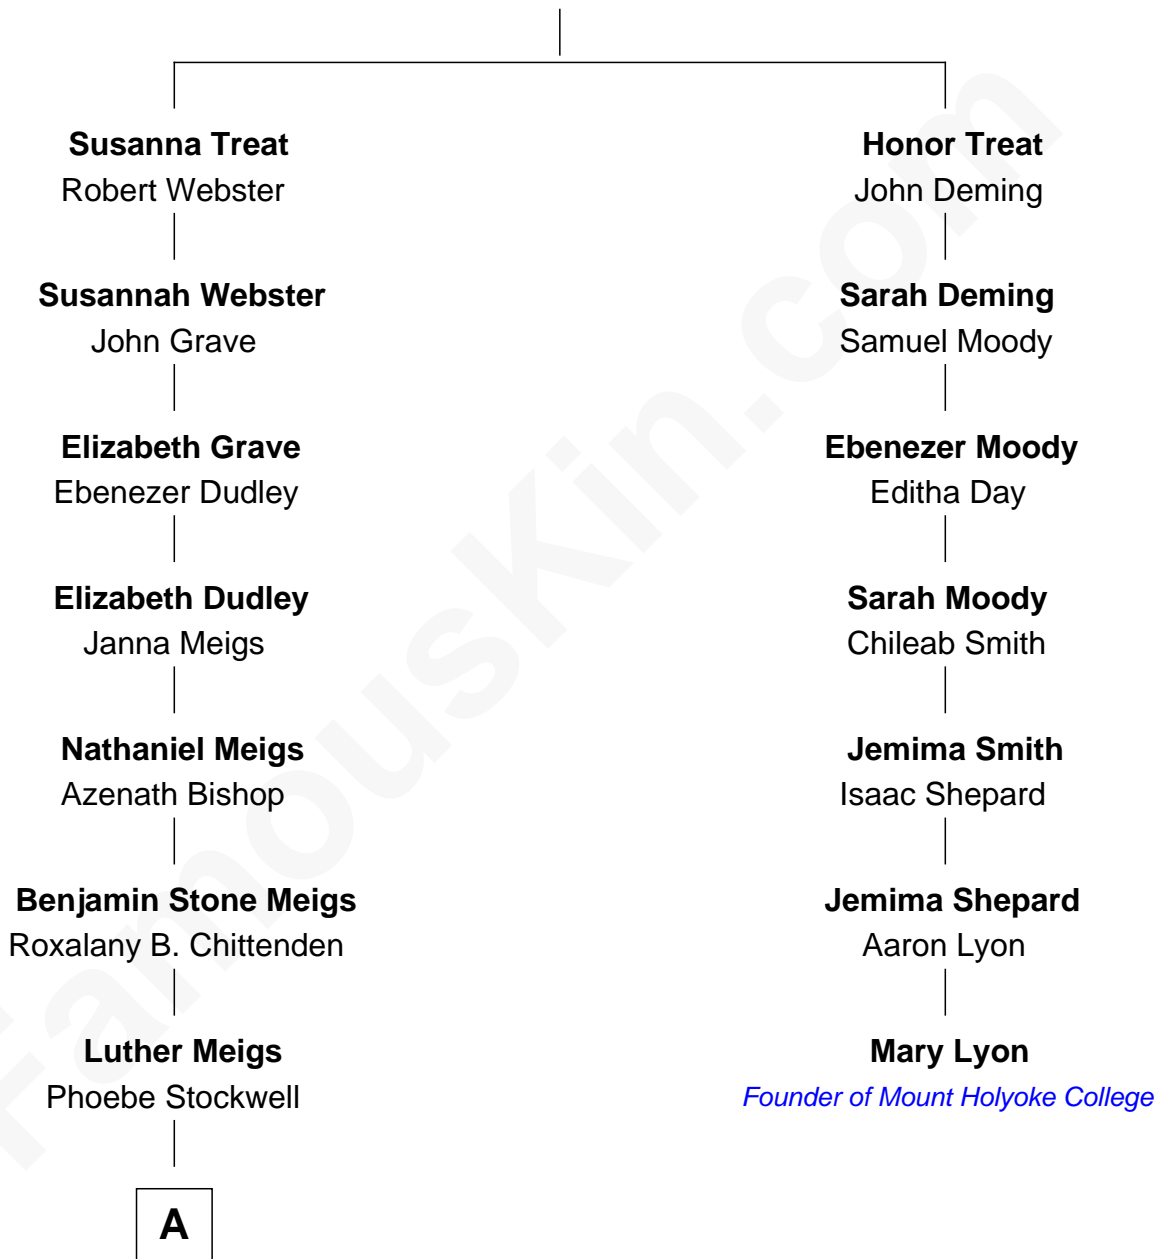 Susanna Treat
Robert Webster
Susannah Webster
John Grave
Elizabeth Grave
Ebenezer Dudley
Elizabeth Dudley
Janna Meigs
Nathaniel Meigs
Azenath Bishop
Benjamin Stone Meigs
Roxalany B. Chittenden
Luther Meigs
Phoebe Stockwell
A
Honor Treat
John Deming
Sarah Deming
Samuel Moody
Ebenezer Moody
Editha Day
Sarah Moody
Chileab Smith
Jemima Smith
Isaac Shepard
Jemima Shepard
Aaron Lyon
Mary Lyon
Founder of Mount Holyoke College
FamousKin.com